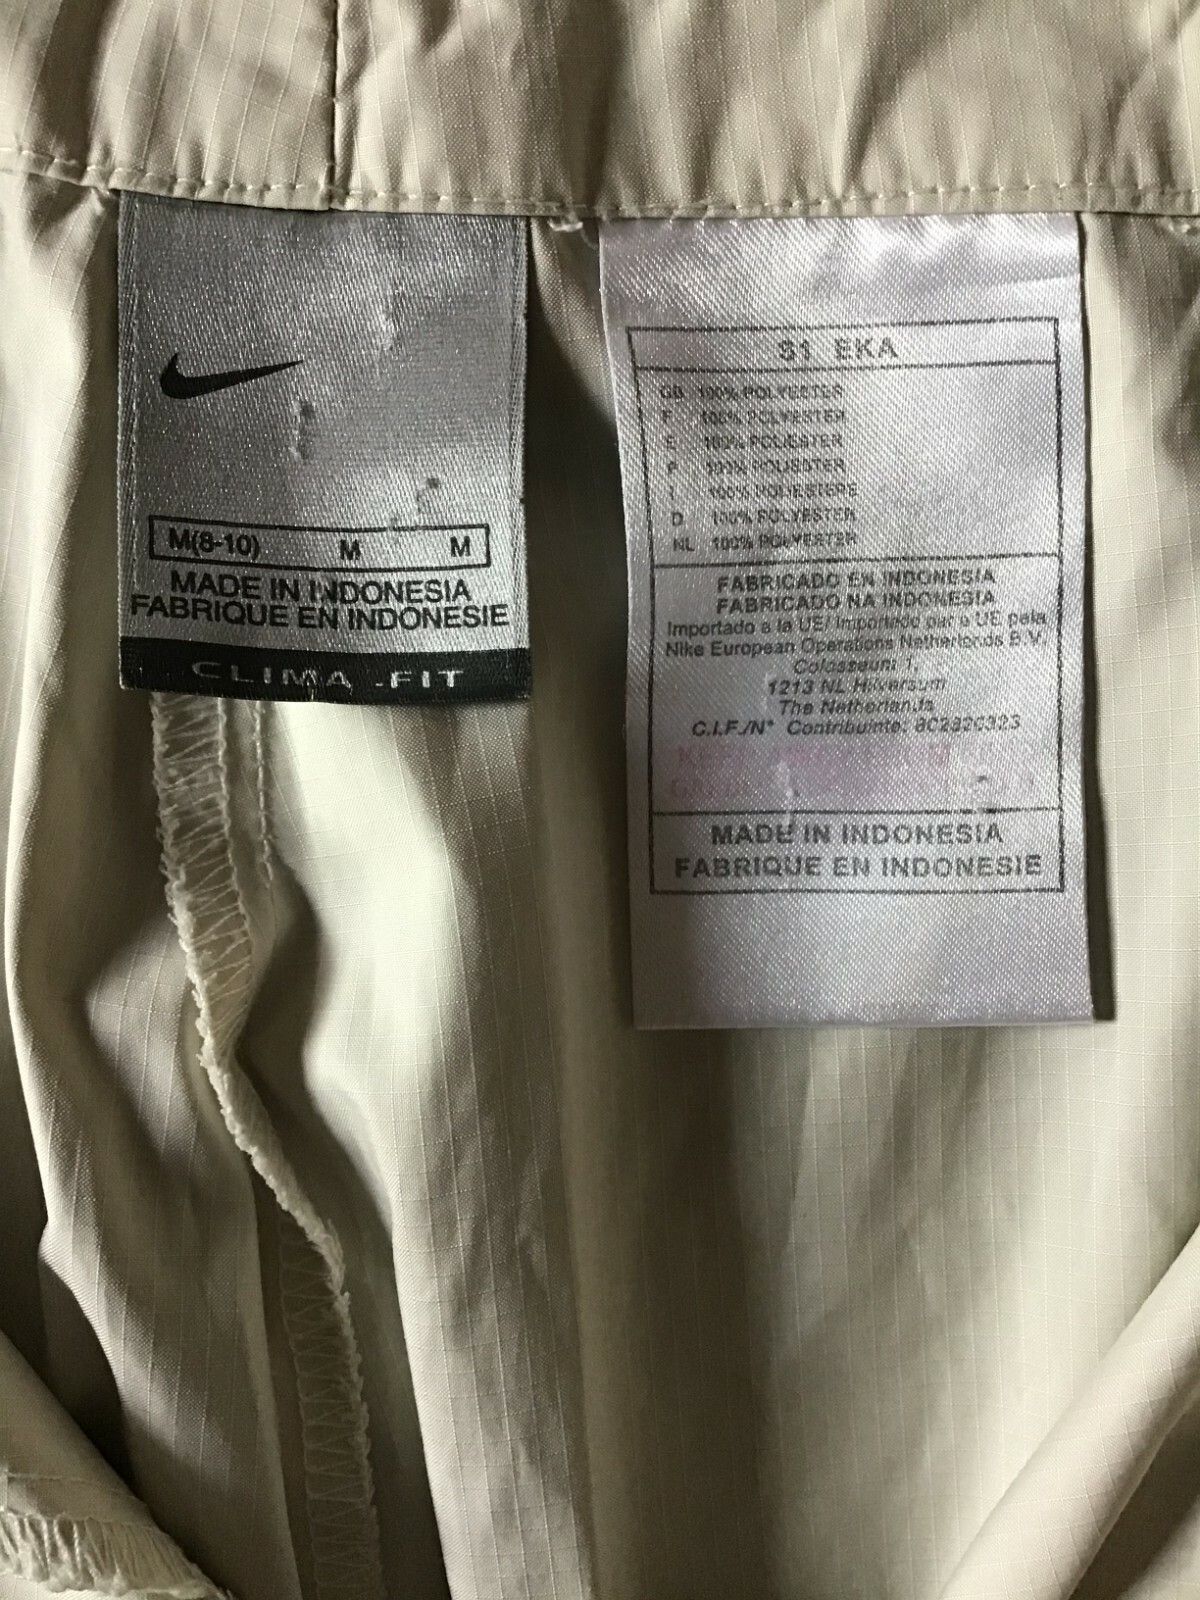 M(8-10) M M
MADE IN INDONESIA
FABRIQUE EN INDONESIE
CLIMA-FIT
S1 EKA
GB 100% POLYESTER
F 100% POLYESTER
E 100% POLIESTER
P 100% POLIESTER
I 100% POLIESTERE
D 100% POLYESTER
NL 100% POLYESTER
FABRICADO EN INDONESIA
FABRICADO NA INDONESIA
Importado a la UE/ Importado par a UE pela
Nike European Operations Netherlands B.V.
Colosseum 1,
1213 NL Hilversum
The Netherlands
C.I.F./N° Contribuinte:
MADE IN INDONESIA
FABRIQUE EN INDONESIE